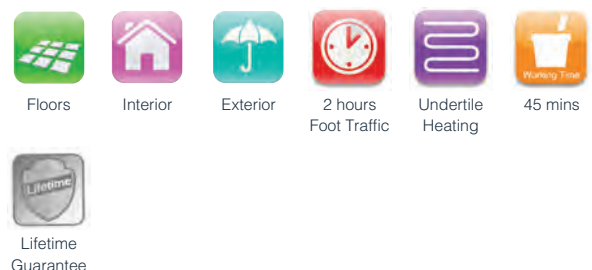 Working Time
Floors
Interior
Exterior
2 hours
Foot Traffic
Undertile
Heating
45 mins
Lifetime
Lifetime
Guarantee